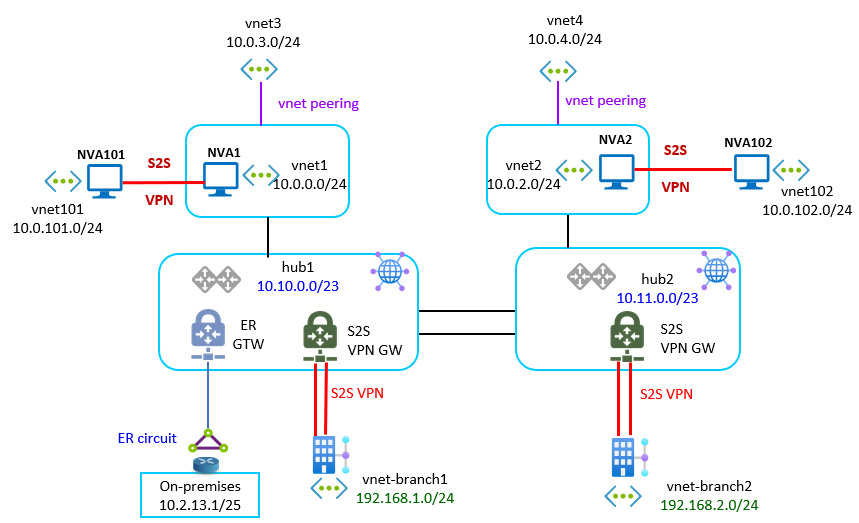 vnet3
10.0.3.0/24
vnet4
10.0.4.0/24
vnet peering
vnet peering
NVA101
S2S
VPN
NVA1
vnet1
10.0.0.0/24
vnet101
10.0.101.0/24
NVA2
vnet2
10.0.2.0/24
S2S
VPN
NVA102
vnet102
10.0.102.0/24
hub1
10.10.0.0/23
ER
GTW
S2S
VPN GW
hub2
10.11.0.0/23
S2S
VPN GW
S2S VPN
S2S VPN
ER circuit
On-premises
10.2.13.1/25
vnet-branch1
192.168.1.0/24
vnet-branch2
192.168.2.0/24